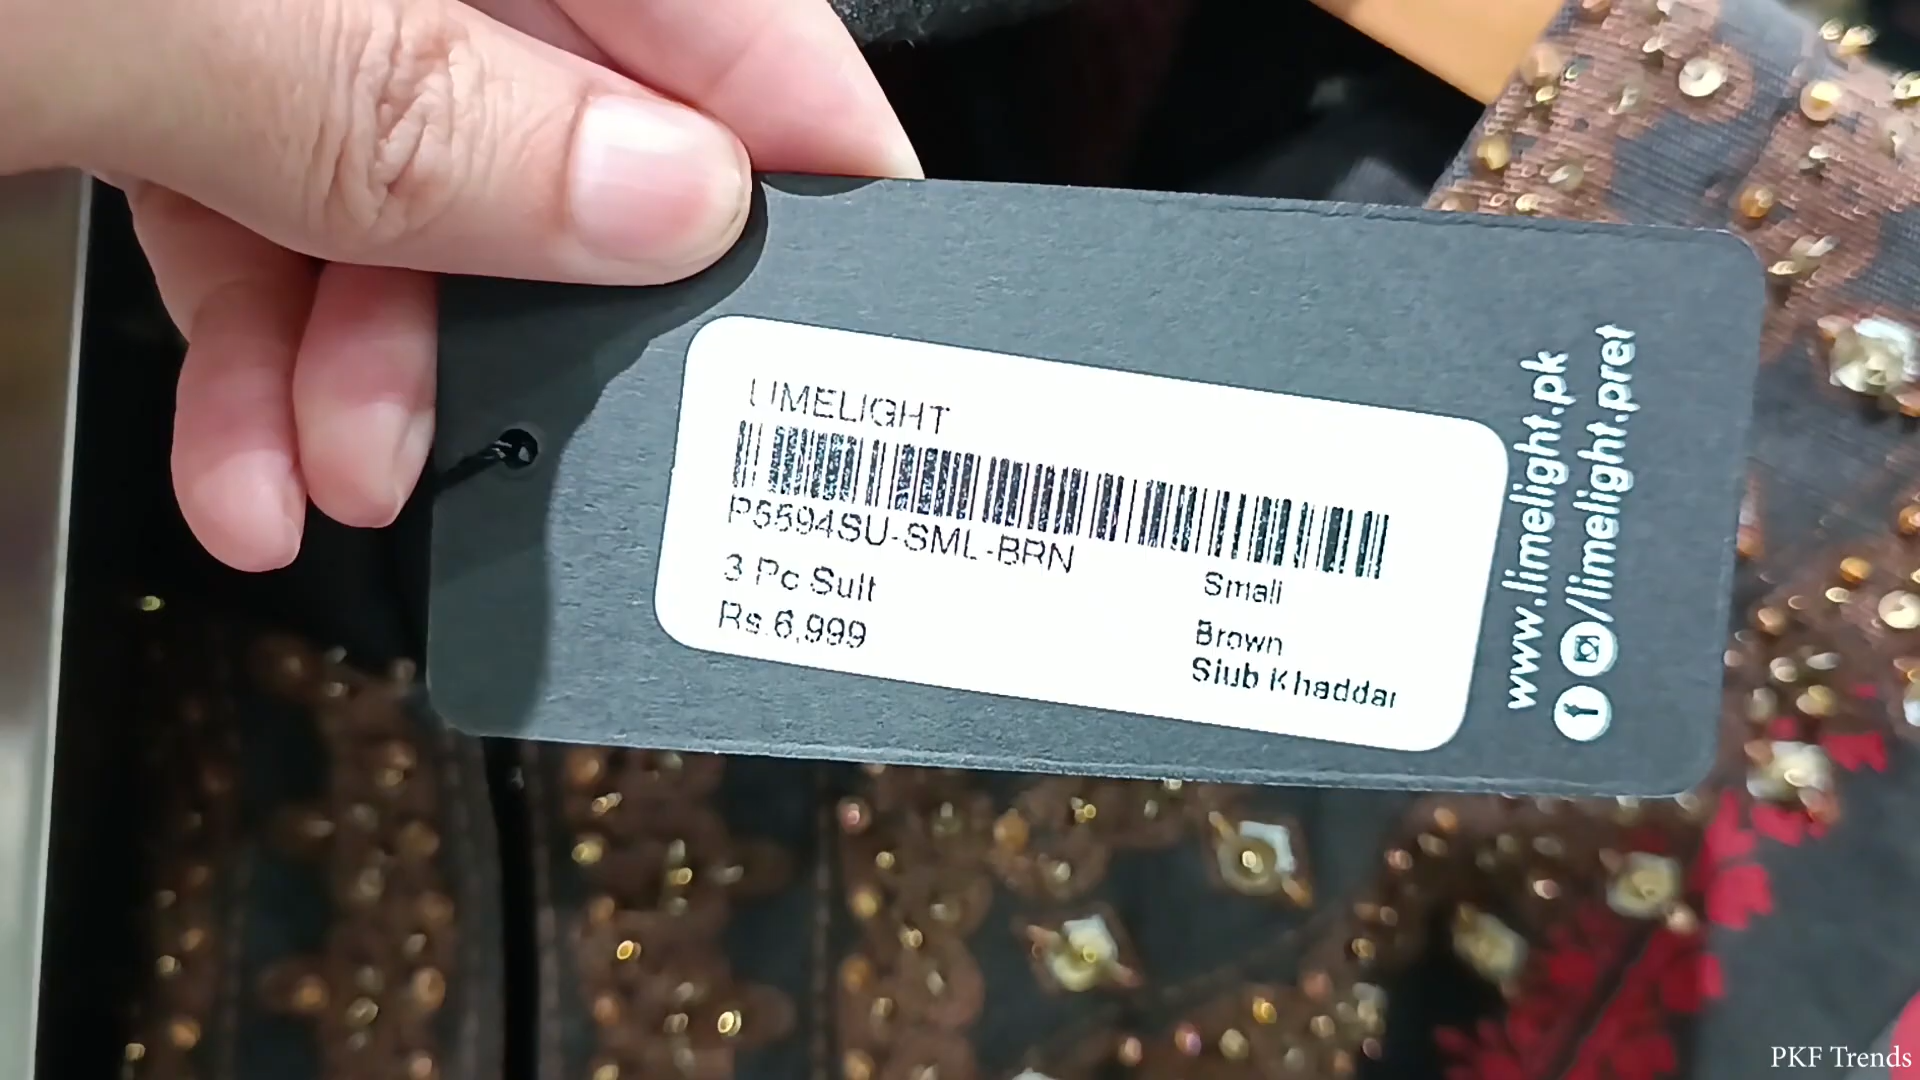 LIMELIGHT
P5594SU-SML-BRN
3 Pc Suit
Small
Rs.6,999
Brown
Slub Khaddar
www.limelight.pk
/limelight.pret
PKF Trends